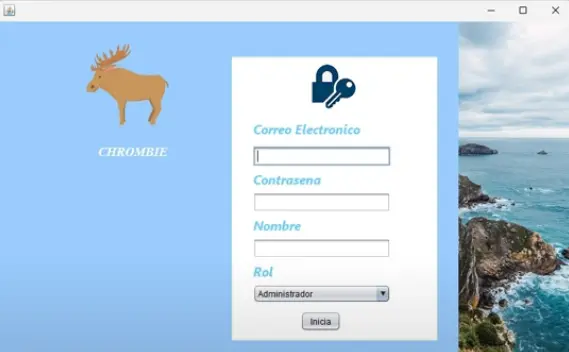 CHROMBIE
Correo Electronico
Contrasena
Nombre
Rol
Administrador
Inicia